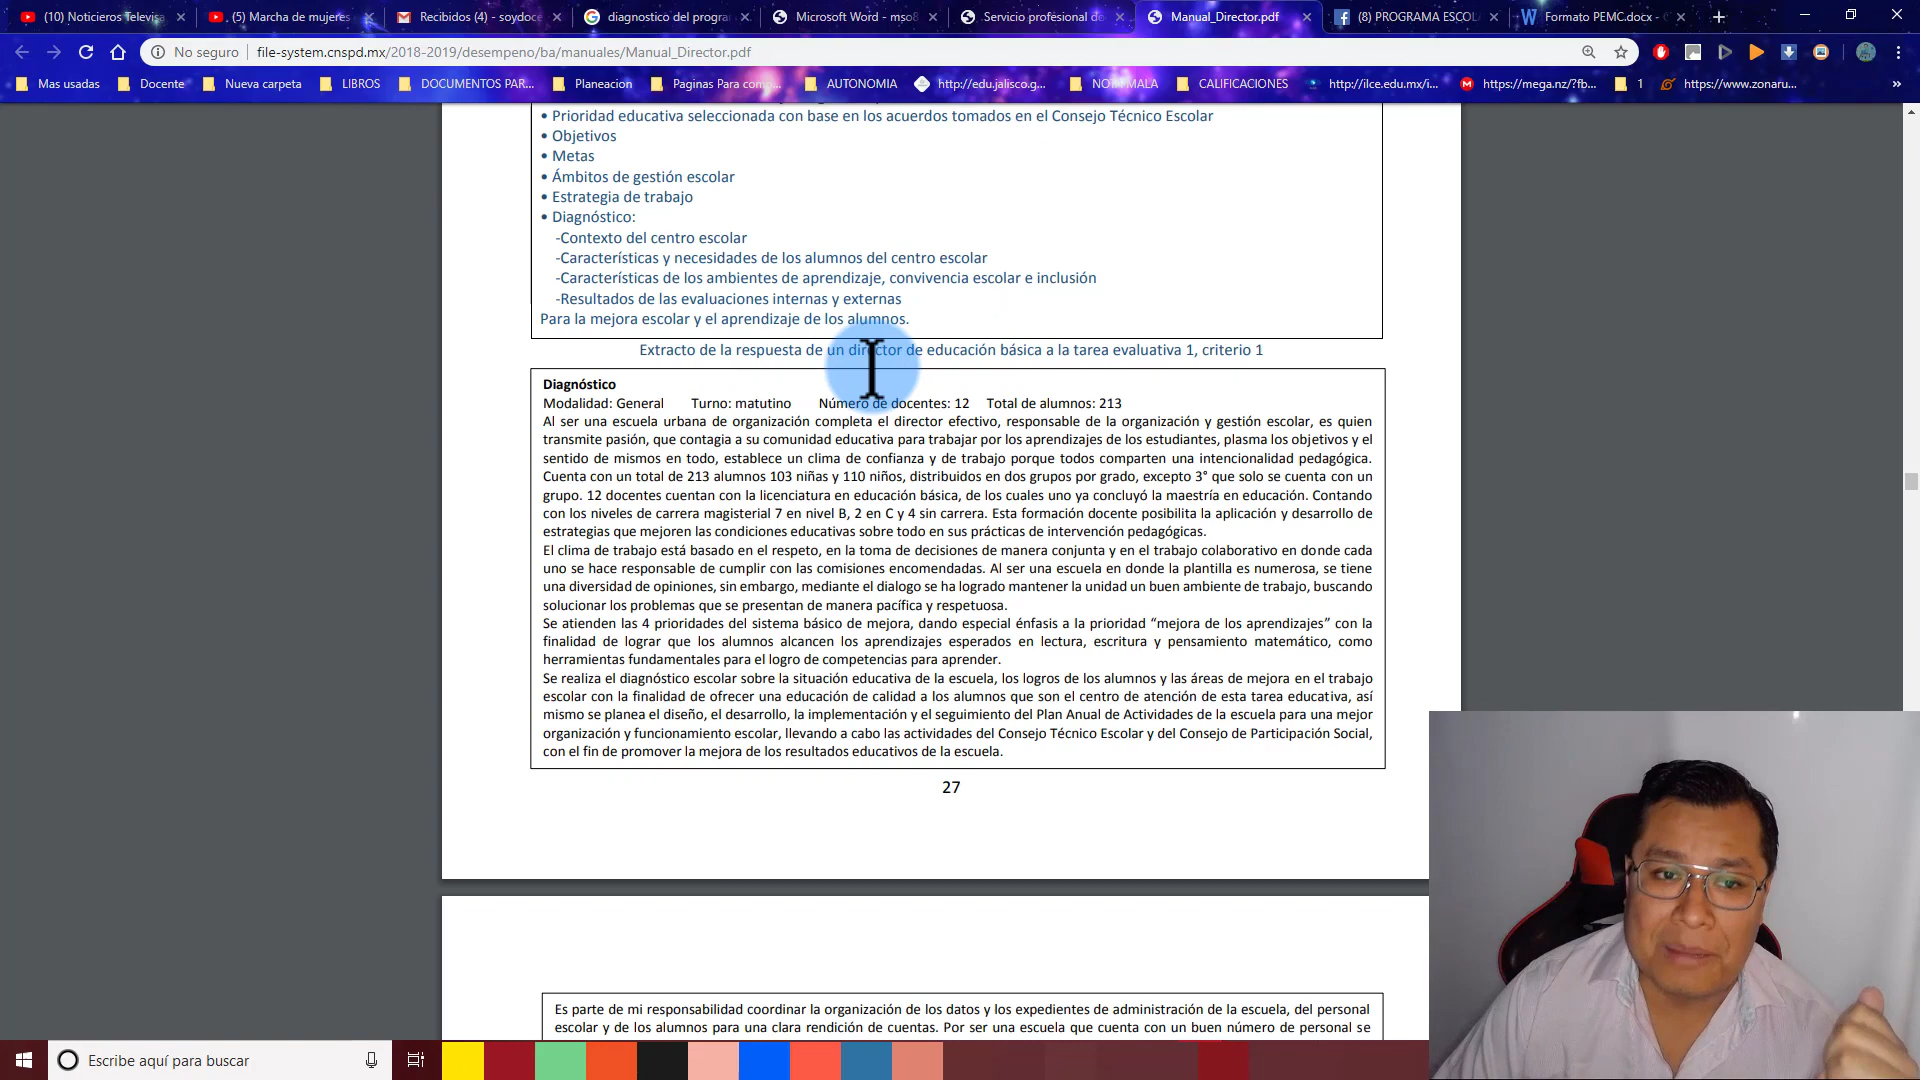 (10) Noticieros Televisa
(5) Marcha de mujeres
Recibidos (4) - soydoce
diagnostico del progra
Microsoft Word - mso8
Servicio profesional de
Manual_Director.pdf
(8) PROGRAMA ESCOL
Formato PEMC.docx -
No seguro
file-system.cnspd.mx/2018-2019/desempeno/ba/manuales/Manual_Director.pdf
Mas usadas
Docente
Nueva carpeta
LIBROS
DOCUMENTOS PAR...
Planeacion
Paginas Para com...
AUTONOMIA
http://edu.jalisco.g...
NOTA MALA
CALIFICACIONES
http://ilce.edu.mx/i...
https://mega.nz/?fb...
1
https://www.zonaru...
»
• Prioridad educativa seleccionada con base en los acuerdos tomados en el Consejo Técnico Escolar
• Objetivos
• Metas
• Ámbitos de gestión escolar
• Estrategia de trabajo
• Diagnóstico:
-Contexto del centro escolar
-Características y necesidades de los alumnos del centro escolar
-Características de los ambientes de aprendizaje, convivencia escolar e inclusión
-Resultados de las evaluaciones internas y externas
Para la mejora escolar y el aprendizaje de los alumnos.
Extracto de la respuesta de un director de educación básica a la tarea evaluativa 1, criterio 1
Diagnóstico
Modalidad: General Turno: matutino Número de docentes: 12 Total de alumnos: 213
Al ser una escuela urbana de organización completa el director efectivo, responsable de la organización y gestión escolar, es quien
transmite pasión, que contagia a su comunidad educativa para trabajar por los aprendizajes de los estudiantes, plasma los objetivos y el
sentido de mismos en todo, establece un clima de confianza y de trabajo porque todos comparten una intencionalidad pedagógica.
Cuenta con un total de 213 alumnos 103 niñas y 110 niños, distribuidos en dos grupos por grado, excepto 3° que solo se cuenta con un
grupo. 12 docentes cuentan con la licenciatura en educación básica, de los cuales uno ya concluyó la maestría en educación. Contando
con los niveles de carrera magisterial 7 en nivel B, 2 en C y 4 sin carrera. Esta formación docente posibilita la aplicación y desarrollo de
estrategias que mejoren las condiciones educativas sobre todo en sus prácticas de intervención pedagógicas.
El clima de trabajo está basado en el respeto, en la toma de decisiones de manera conjunta y en el trabajo colaborativo en donde cada
uno se hace responsable de cumplir con las comisiones encomendadas. Al ser una escuela en donde la plantilla es numerosa, se tiene
una diversidad de opiniones, sin embargo, mediante el dialogo se ha logrado mantener la unidad un buen ambiente de trabajo, buscando
solucionar los problemas que se presentan de manera pacífica y respetuosa.
Se atienden las 4 prioridades del sistema básico de mejora, dando especial énfasis a la prioridad “mejora de los aprendizajes” con la
finalidad de lograr que los alumnos alcancen los aprendizajes esperados en lectura, escritura y pensamiento matemático, como
herramientas fundamentales para el logro de competencias para aprender.
Se realiza el diagnóstico escolar sobre la situación educativa de la escuela, los logros de los alumnos y las áreas de mejora en el trabajo
escolar con la finalidad de ofrecer una educación de calidad a los alumnos que son el centro de atención de esta tarea educativa, así
mismo se planea el diseño, el desarrollo, la implementación y el seguimiento del Plan Anual de Actividades de la escuela para una mejor
organización y funcionamiento escolar, llevando a cabo las actividades del Consejo Técnico Escolar y del Consejo de Participación Social,
con el fin de promover la mejora de los resultados educativos de la escuela.
27
Es parte de mi responsabilidad coordinar la organización de los datos y los expedientes de administración de la escuela, del personal
escolar y de los alumnos para una clara rendición de cuentas. Por ser una escuela que cuenta con un buen número de personal se
Escribe aquí para buscar